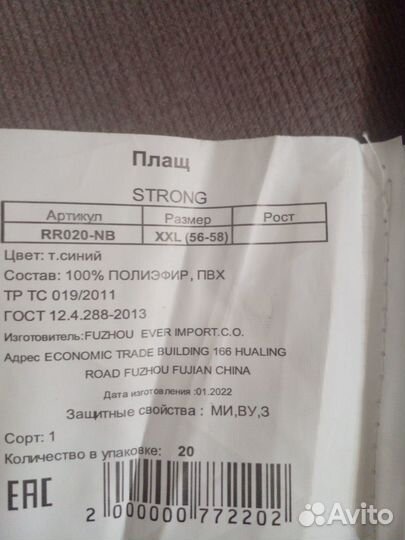 Плащ
STRONG
Артикул Размер Рост
RR020-NB XXL (56-58)
Цвет: т.синий
Состав: 100% ПОЛИЭФИР, ПВХ
ТР ТС 019/2011
ГОСТ 12.4.288-2013
Изготовитель:FUZHOU EVER IMPORT.C.O.
Адрес ECONOMIC TRADE BUILDING 166 HUALING
ROAD FUZHOU FUJIAN CHINA
Дата изготовления :01.2022
Защитные свойства : МИ,ВУ,З
Сорт: 1
Количество в упаковке: 20
EAC
2 000000 772202
Avito